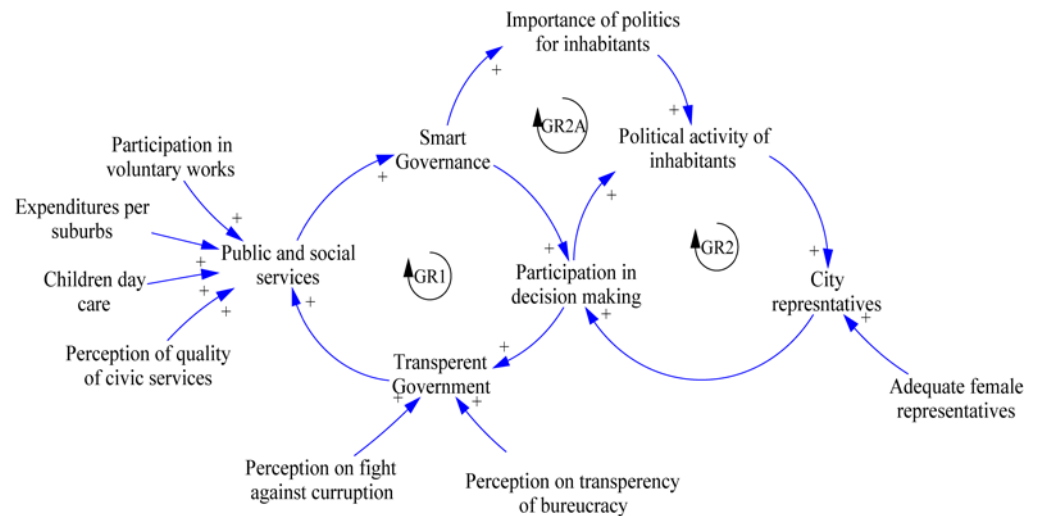 Importance of politics
for inhabitants
+
+
GR2A
Smart
Governance
Political activity of
inhabitants
Participation in
voluntary works
+
+
Expenditures per
suburbs
+
Public and social
services
+
+
GR1
GR2
+
Participation in
decision making
+
City
represntatives
Children day
care
+
+
+
+
+
Perception of quality
of civic services
+
Transperent
Government
+
+
Adequate female
representatives
Perception on fight
against curruption
Perception on transperency
of bureucracy